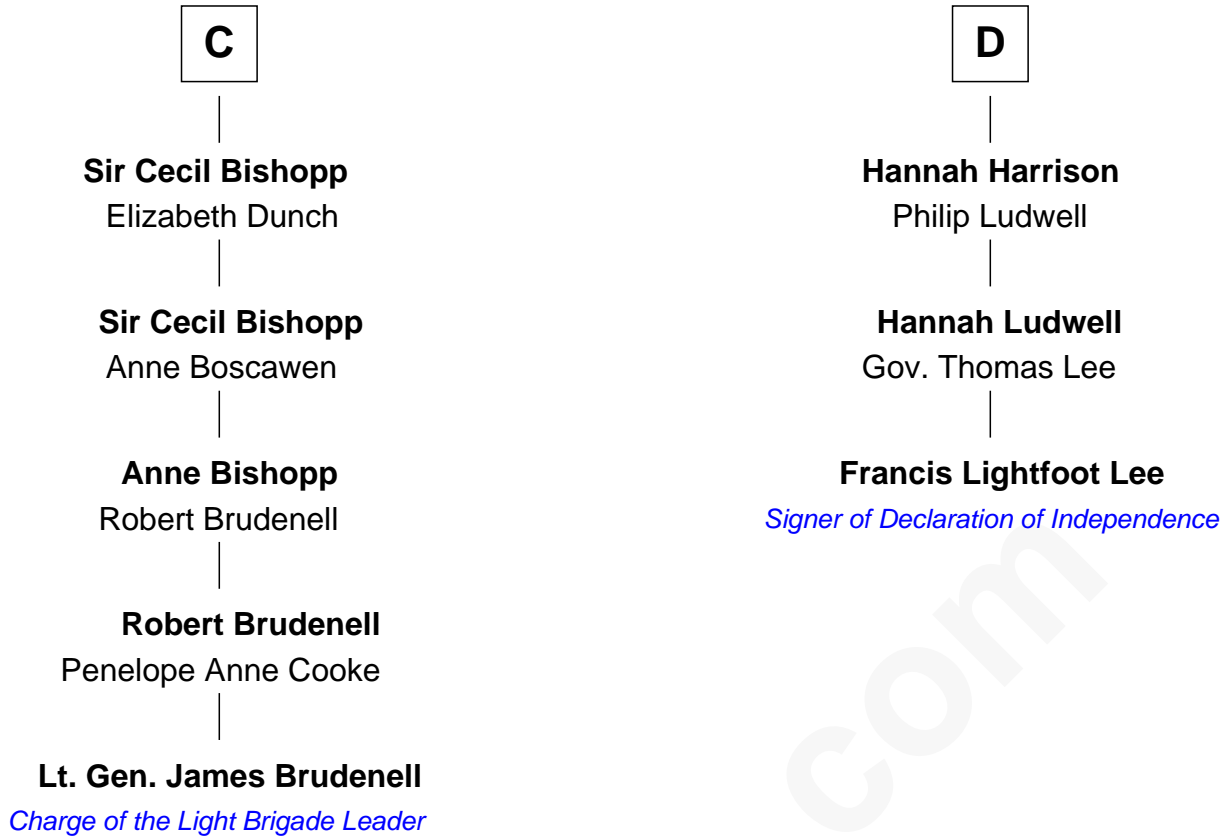 C
Sir Cecil Bishopp
Elizabeth Dunch
Sir Cecil Bishopp
Anne Boscawen
Anne Bishopp
Robert Brudenell
Robert Brudenell
Penelope Anne Cooke
Lt. Gen. James Brudenell
Charge of the Light Brigade Leader
D
Hannah Harrison
Philip Ludwell
Hannah Ludwell
Gov. Thomas Lee
Francis Lightfoot Lee
Signer of Declaration of Independence
com